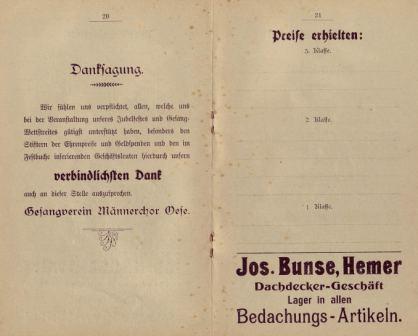 20
Danksagung.
Wir fühlen uns verpflichtet, allen, welche uns
bei der Veranstaltung unseres Jubelfestes und Gesang-
Wettstreites gütigst unterstützt haben, besonders den
Stiftern der Ehrenpreise und Geldspenden und den im
Festbuche inserierenden Geschäftsleuten hierdurch unsern
verbindlichsten Dank
auch an dieser Stelle auszusprechen.
Gesangverein Männerchor Oese.
21
Preise erhielten:
3. Klasse.
2. Klasse.
1. Klasse.
Jos. Bunse, Hemer
Dachdecker-Geschäft
Lager in allen
Bedachungs-Artikeln.